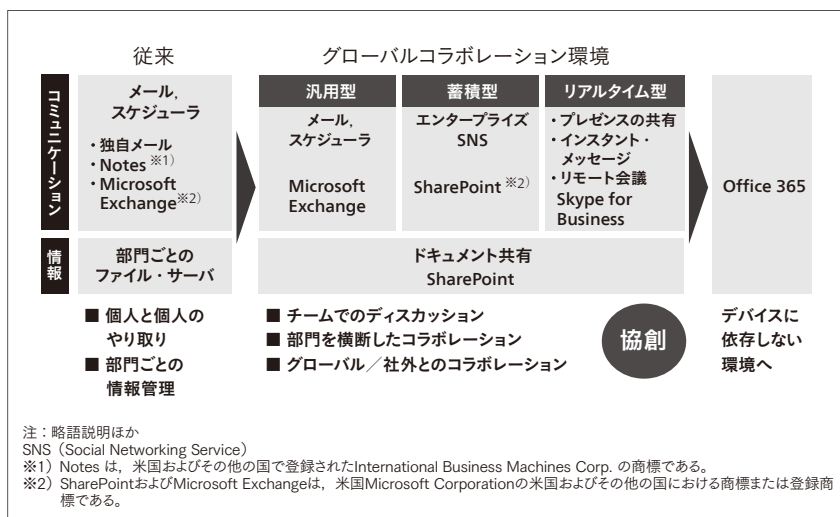 従来
グローバルコラボレーション環境
コミュニケーション
メール,
スケジューラ
・独自メール
・Notes ※1)
・Microsoft
Exchange※2)
汎用型
メール,
スケジューラ
Microsoft
Exchange
蓄積型
エンタープライズ
SNS
SharePoint ※2)
リアルタイム型
・プレゼンスの共有
・インスタント・
メッセージ
・リモート会議
Skype for
Business
Office 365
情報
部門ごとの
ファイル・サーバ
ドキュメント共有
SharePoint
■ 個人と個人の
やり取り
■ 部門ごとの
情報管理
■ チームでのディスカッション
■ 部門を横断したコラボレーション
■ グローバル／社外とのコラボレーション
協創
デバイスに
依存しない
環境へ
注：略語説明ほか
SNS（Social Networking Service）
※1）Notes は，米国およびその他の国で登録されたInternational Business Machines Corp. の商標である。
※2）SharePointおよびMicrosoft Exchangeは，米国Microsoft Corporationの米国およびその他の国における商標または登録商
標である。